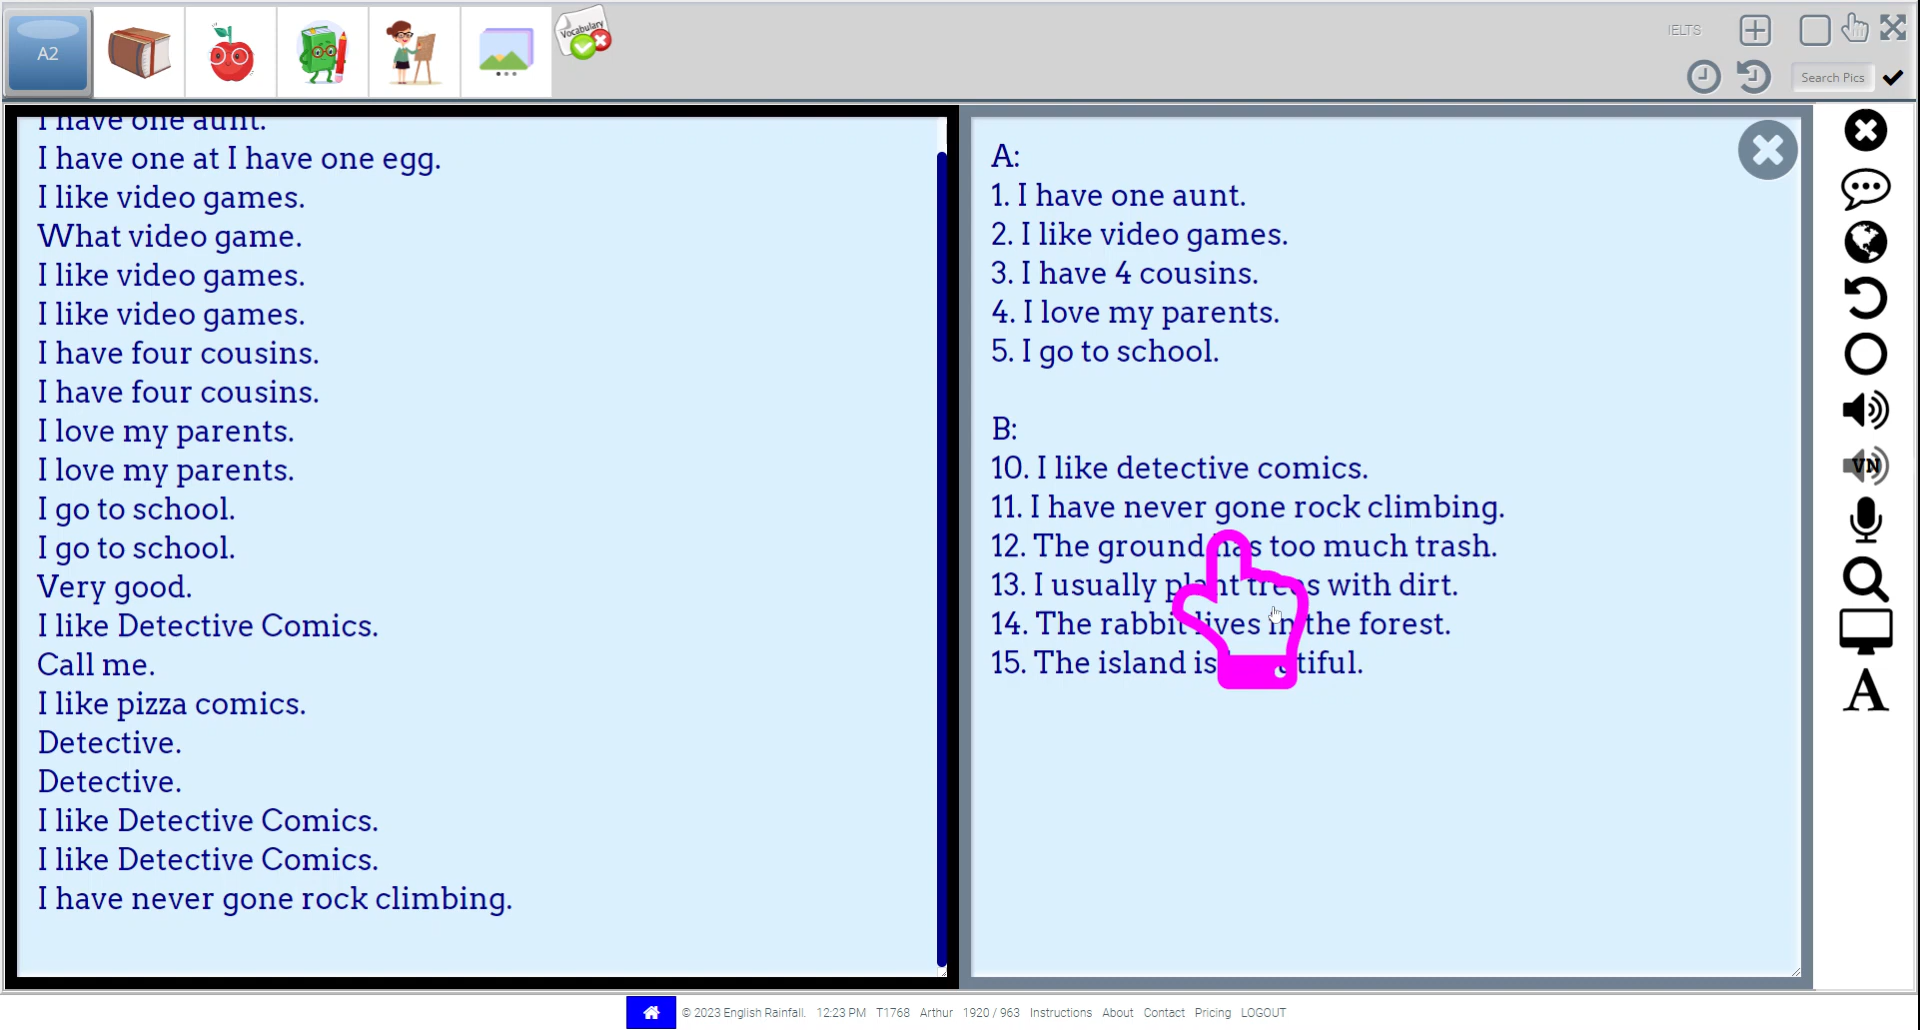 A2
Vocabulary
IELTS
Search Pics
I have one aunt.
I have one at I have one egg.
I like video games.
What video game.
I like video games.
I like video games.
I have four cousins.
I have four cousins.
I love my parents.
I love my parents.
I go to school.
I go to school.
Very good.
I like Detective Comics.
Call me.
I like pizza comics.
Detective.
Detective.
I like Detective Comics.
I like Detective Comics.
I have never gone rock climbing.
A:
1. I have one aunt.
2. I like video games.
3. I have 4 cousins.
4. I love my parents.
5. I go to school.
B:
10. I like detective comics.
11. I have never gone rock climbing.
12. The ground has too much trash.
13. I usually plant trees with dirt.
14. The rabbit lives in the forest.
15. The island is beautiful.
VN
A
© 2023 English Rainfall. 12:23 PM T1768 Arthur 1920 / 963 Instructions About Contact Pricing LOGOUT